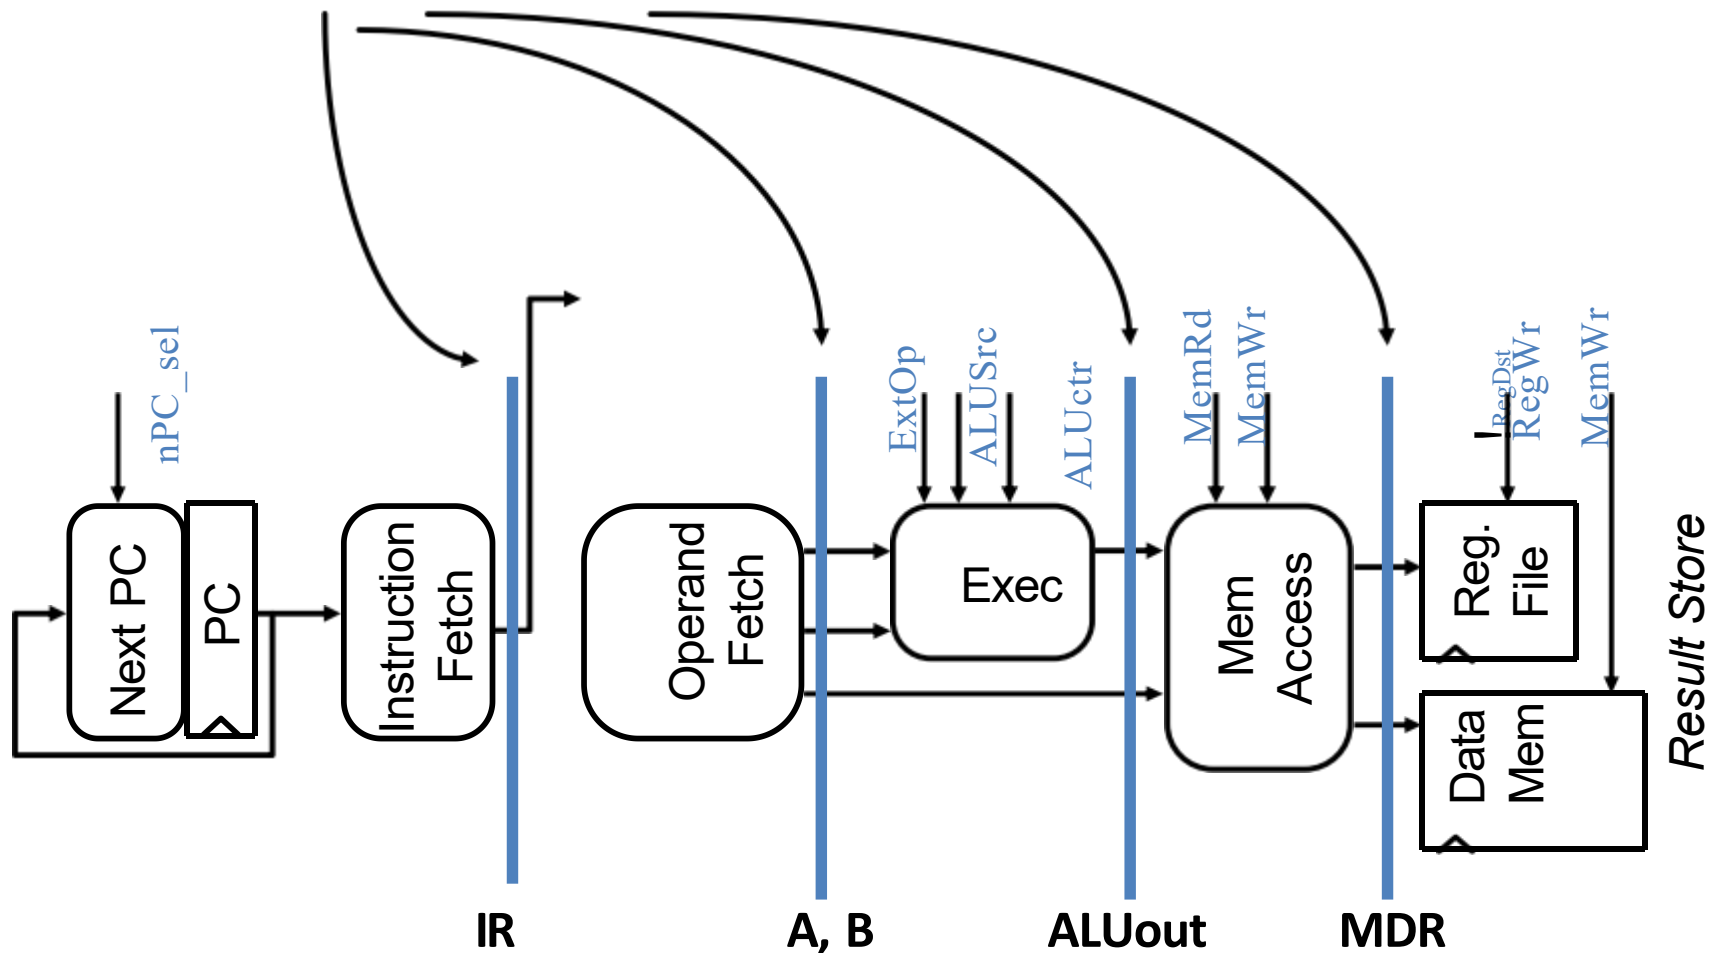 nPC_sel
ExtOp
ALUSrc
ALUctr
MemRd
MemWr
RegDst
RegWr
MemWr
Next PC
PC
Instruction
Fetch
Operand
Fetch
Exec
Mem
Access
Reg.
File
Data
Mem
Result Store
IR
A, B
ALUout
MDR